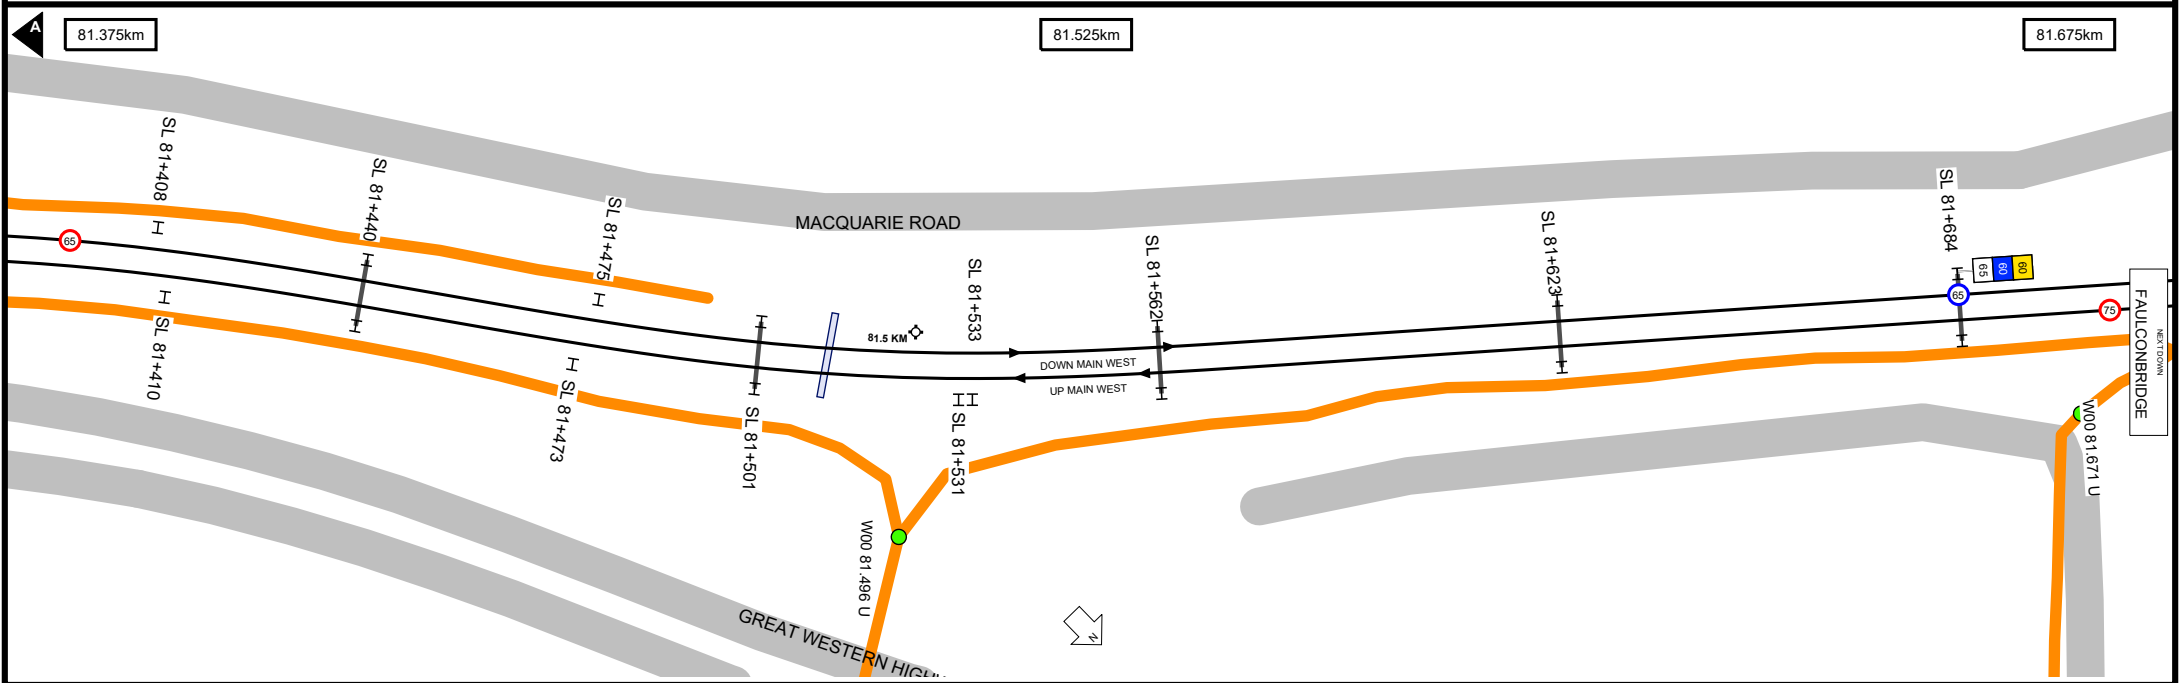 A
81.375km
81.525km
81.675km
SL 81+408
SL 81+440
SL 81+475
MACQUARIE ROAD
SL 81+533
SL 81+562
SL 81+623
SL 81+684
65
65
60
60
65
75
81.5 KM
DOWN MAIN WEST
UP MAIN WEST
FAULCONBRIDGE
NEXT DOWN
SL 81+410
SL 81+473
SL 81+501
SL 81+531
W00 81.496 U
W00 81.671 U
GREAT WESTERN HIGH
N